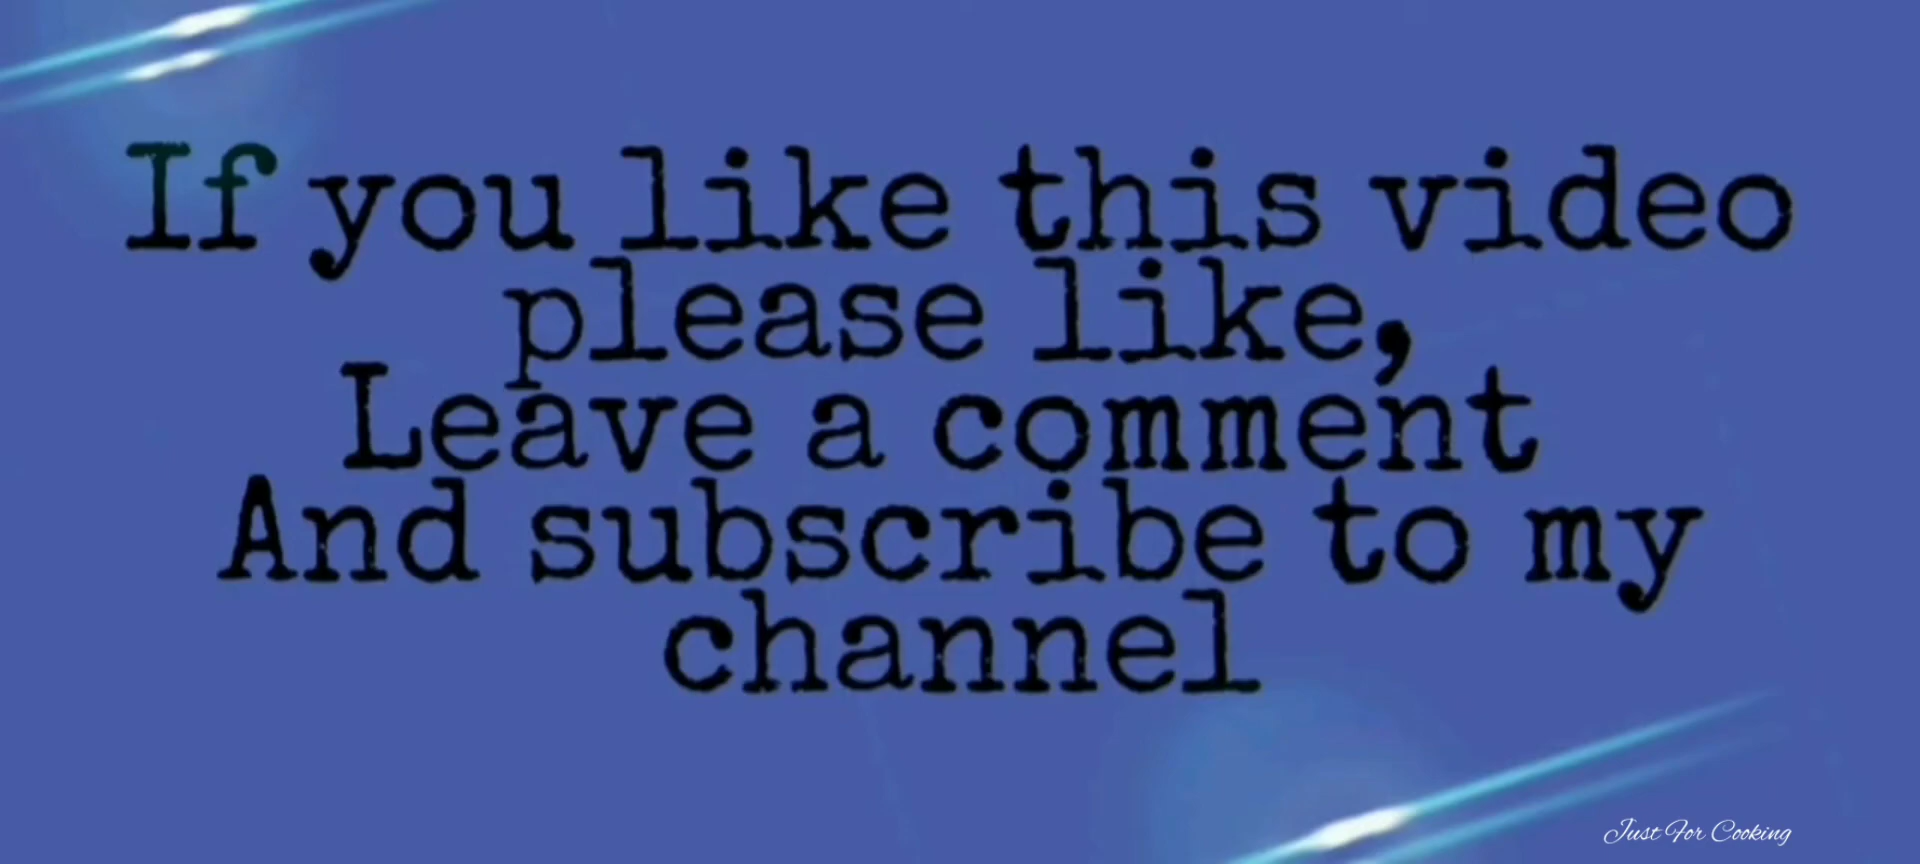 If you like this video
please like,
Leave a comment
And subscribe to my
channel
Just For Cooking